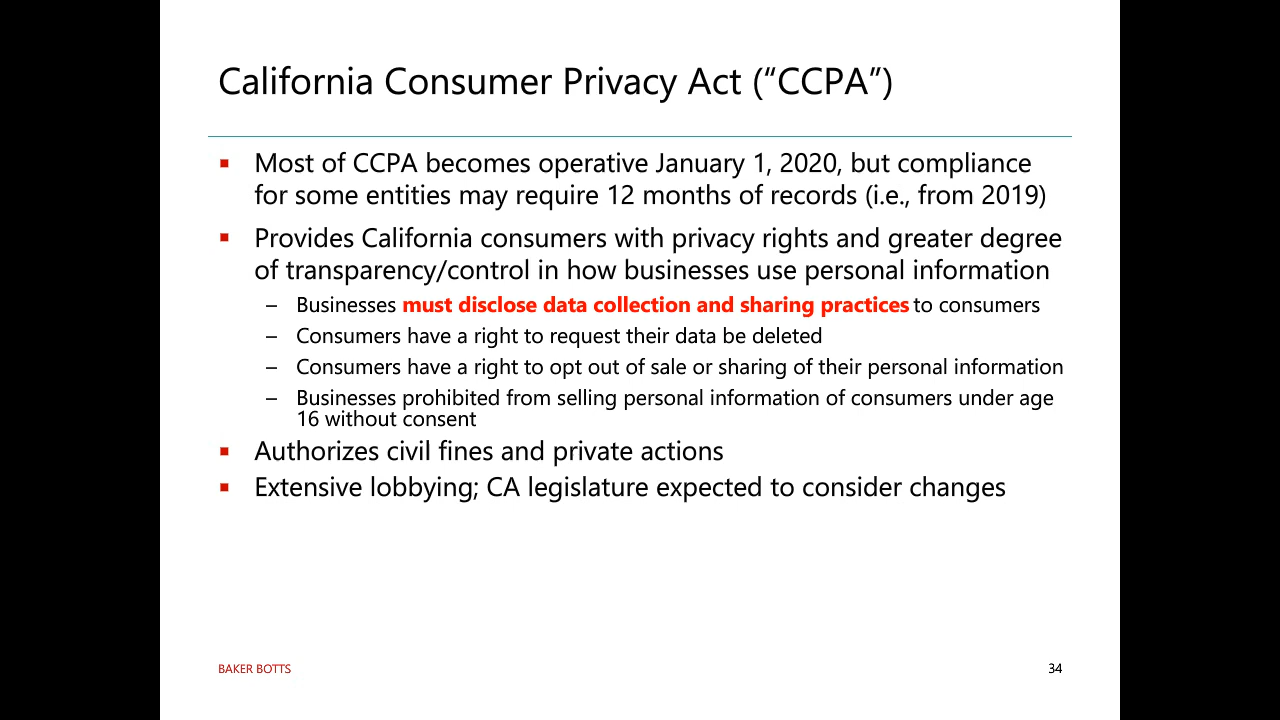 California Consumer Privacy Act (“CCPA”)
▪ Most of CCPA becomes operative January 1, 2020, but compliance
for some entities may require 12 months of records (i.e., from 2019)
▪ Provides California consumers with privacy rights and greater degree
of transparency/control in how businesses use personal information
– Businesses must disclose data collection and sharing practices to consumers
– Consumers have a right to request their data be deleted
– Consumers have a right to opt out of sale or sharing of their personal information
– Businesses prohibited from selling personal information of consumers under age
16 without consent
▪ Authorizes civil fines and private actions
▪ Extensive lobbying; CA legislature expected to consider changes
BAKER BOTTS
34